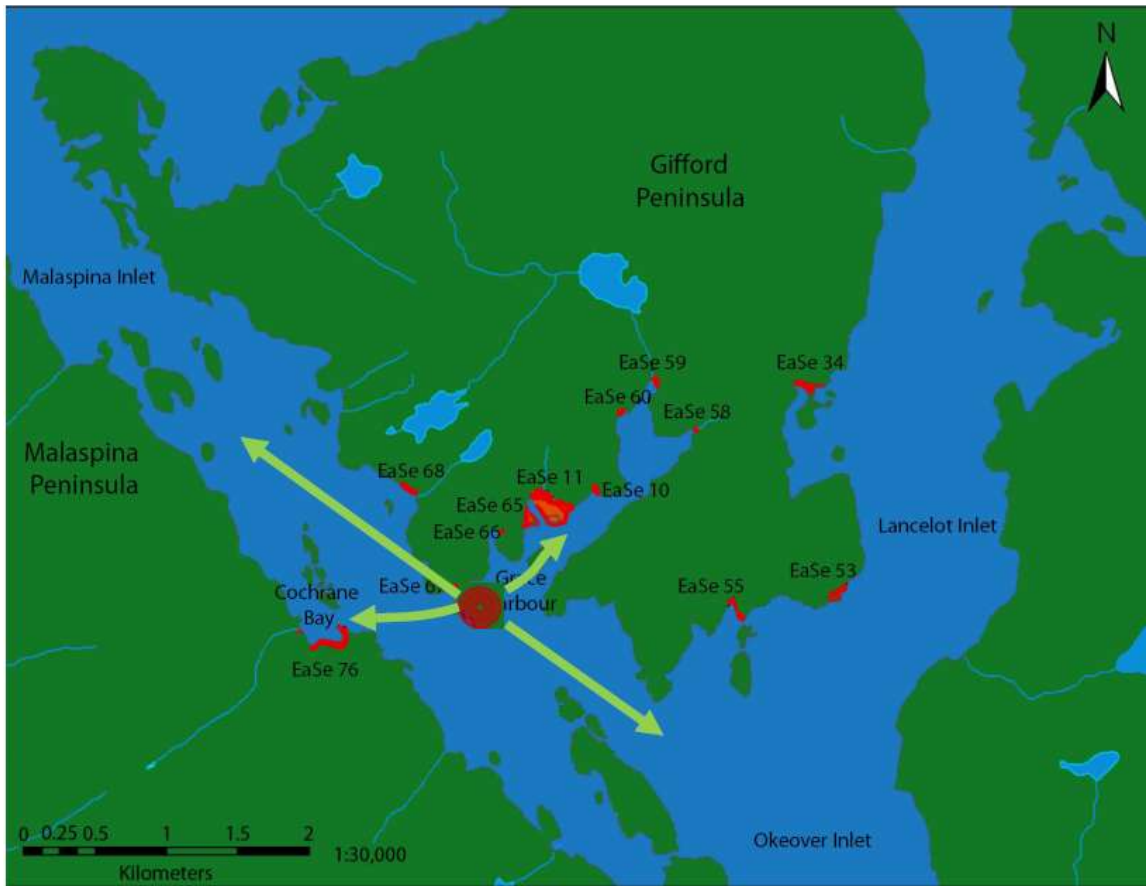 N
Gifford
Peninsula
Malaspina Inlet
EaSe 59
EaSe 34
EaSe 60
EaSe 58
Malaspina
Peninsula
EaSe 68
EaSe 11
EaSe 10
EaSe 65
EaSe 66
Lancelot Inlet
EaSe
Cochrane
Bay
EaSe 55
EaSe 53
EaSe 76
0 0.25 0.5 1 1.5 2
1:30,000
Kilometers
Okeover Inlet